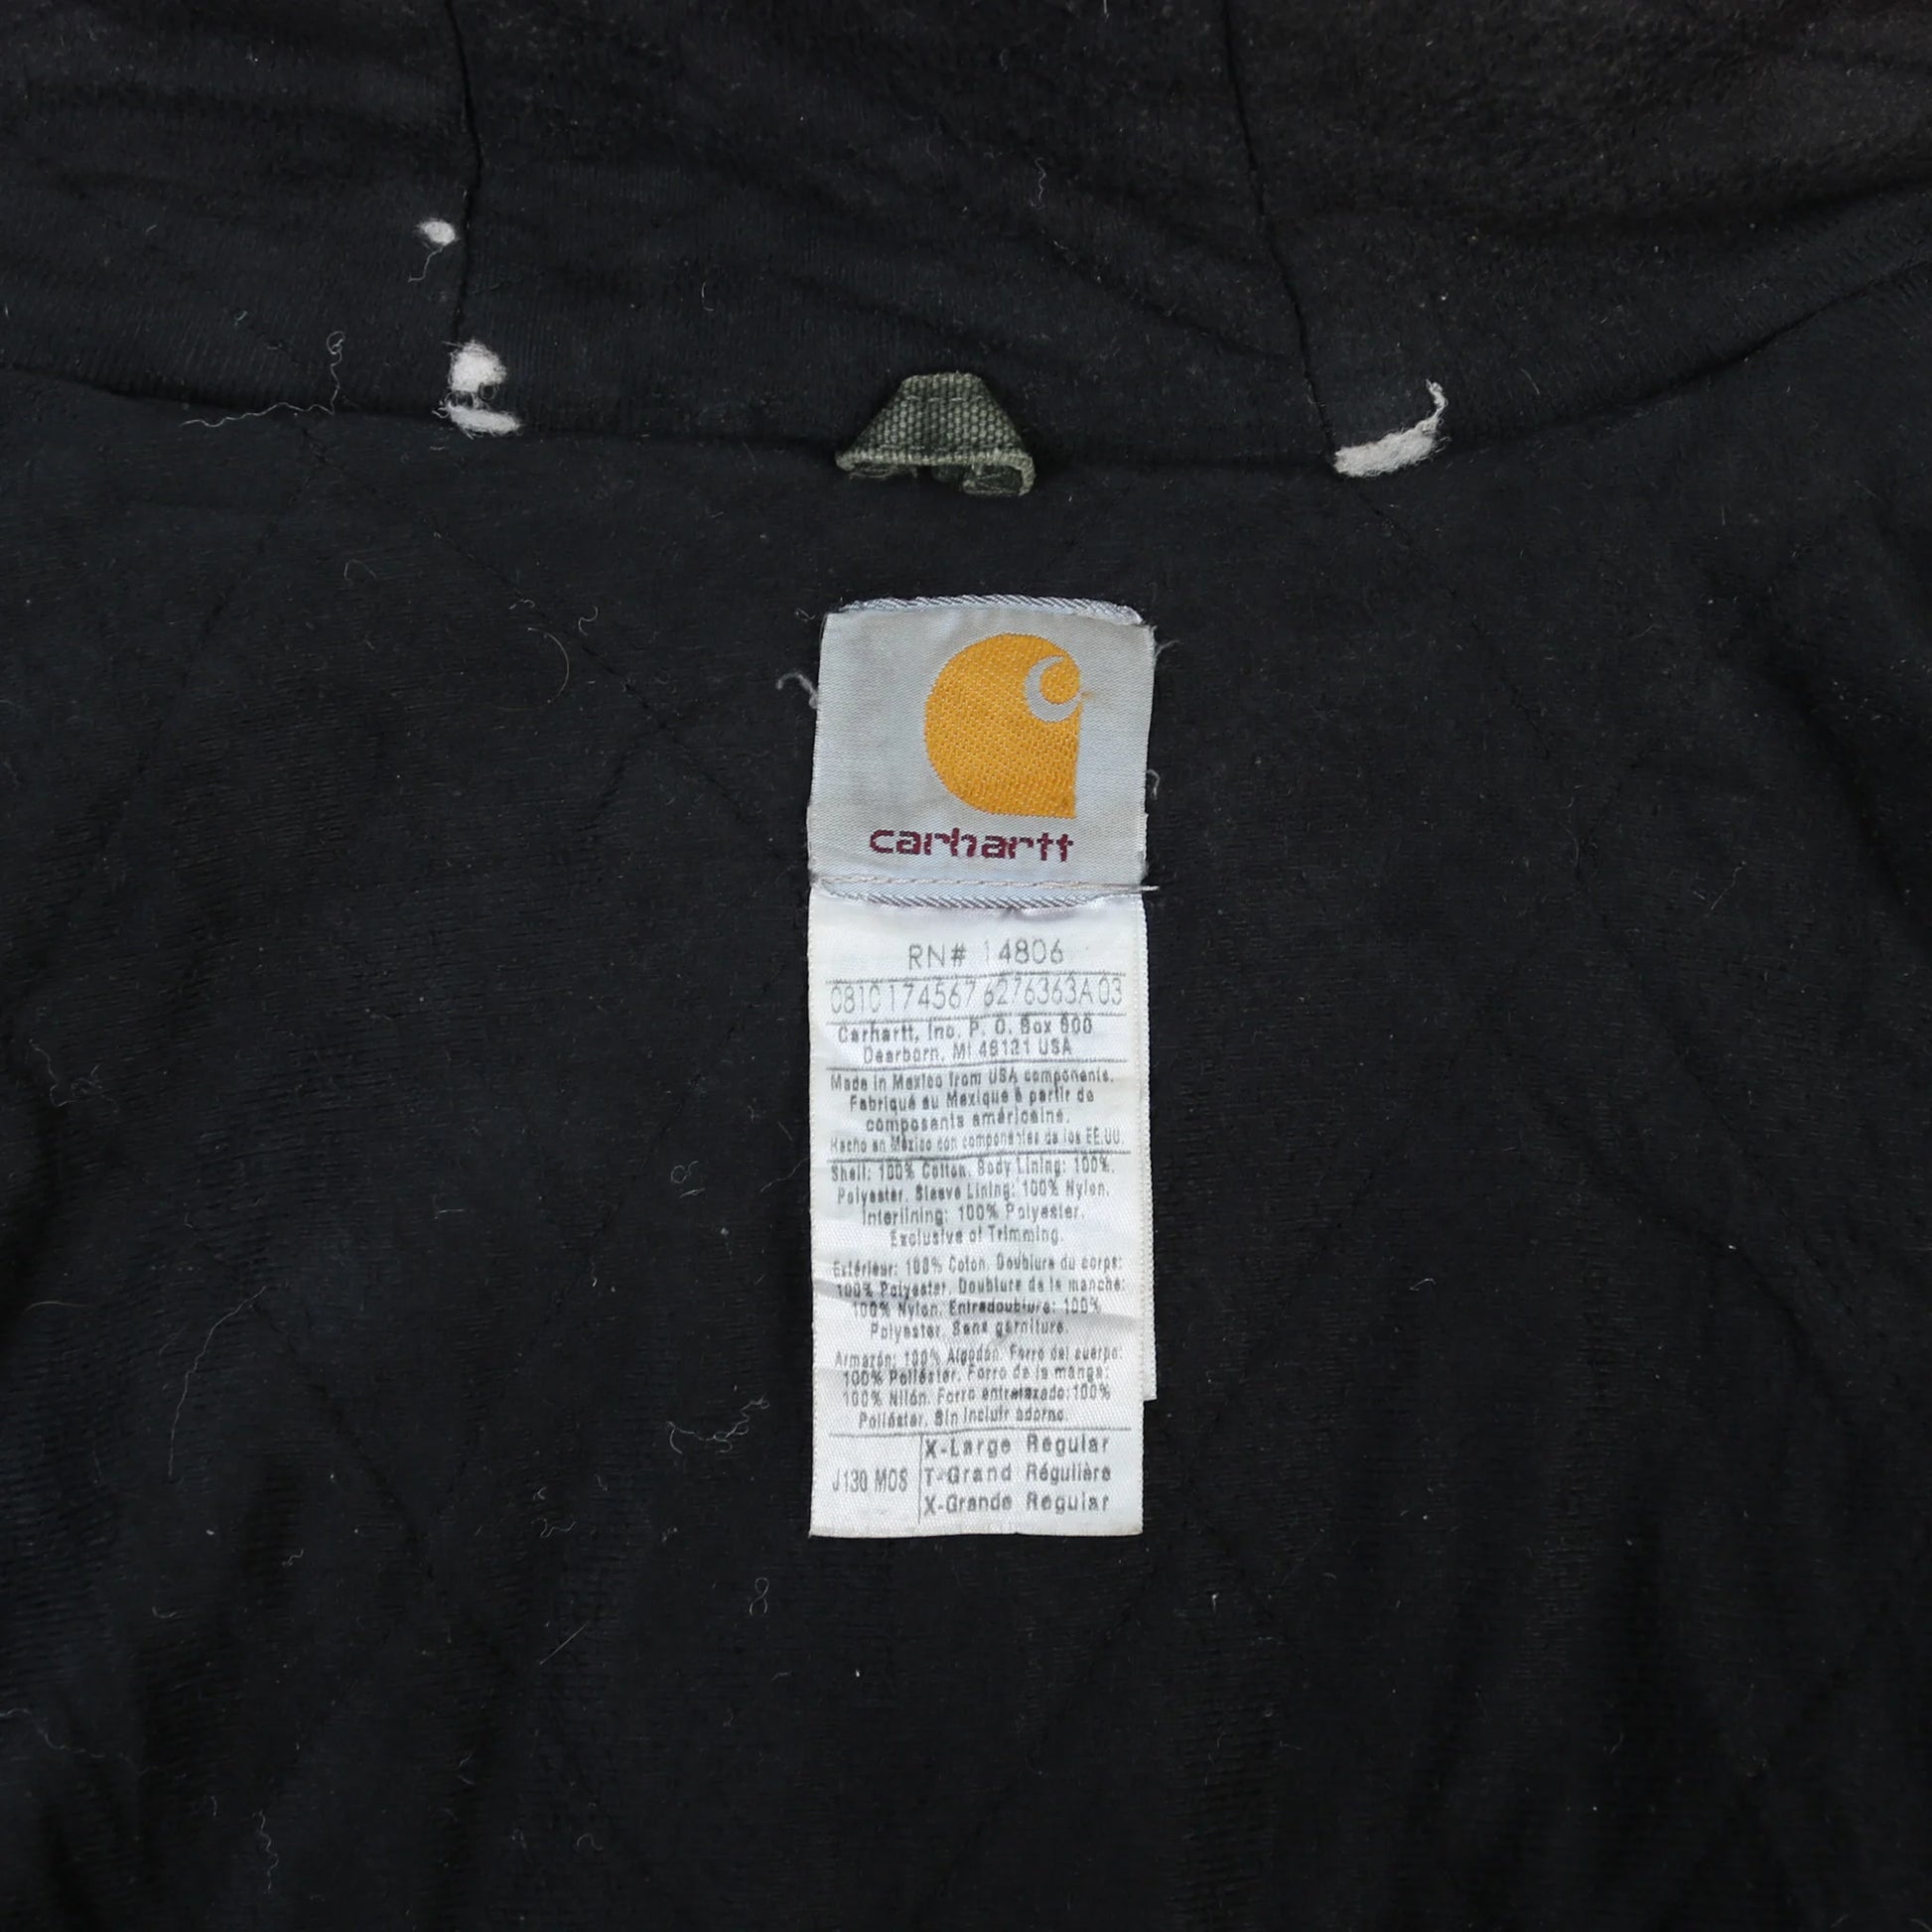 carhartt
RN# 14806
0810174567 6276363A03
Carhartt, Inc. P. O. Box 600
Dearborn, MI 48121 USA
Made in Mexico from USA components.
Fabriqué au Mexique à partir de
composants américains.
Hecho en México con componentes de los EE.UU.
Shell: 100% Cotton. Body Lining: 100%.
Polyester. Sleeve Lining: 100% Nylon.
Interlining: 100% Polyester.
Exclusive of Trimming.
Extérieur: 100% Coton. Doublure du corps:
100% Polyester. Doublure de la manche:
100% Nylon. Entredoublure: 100%
Polyester. Sans garniture.
Armazón: 100% Algodón. Forro del cuerpo:
100% Poliéster. Forro de la manga:
100% Nilón. Forro entrelazado:100%
Poliéster. Sin incluir adorno.
J130 MOS
X-Large Regular
T-Grand Régulière
X-Grande Regular